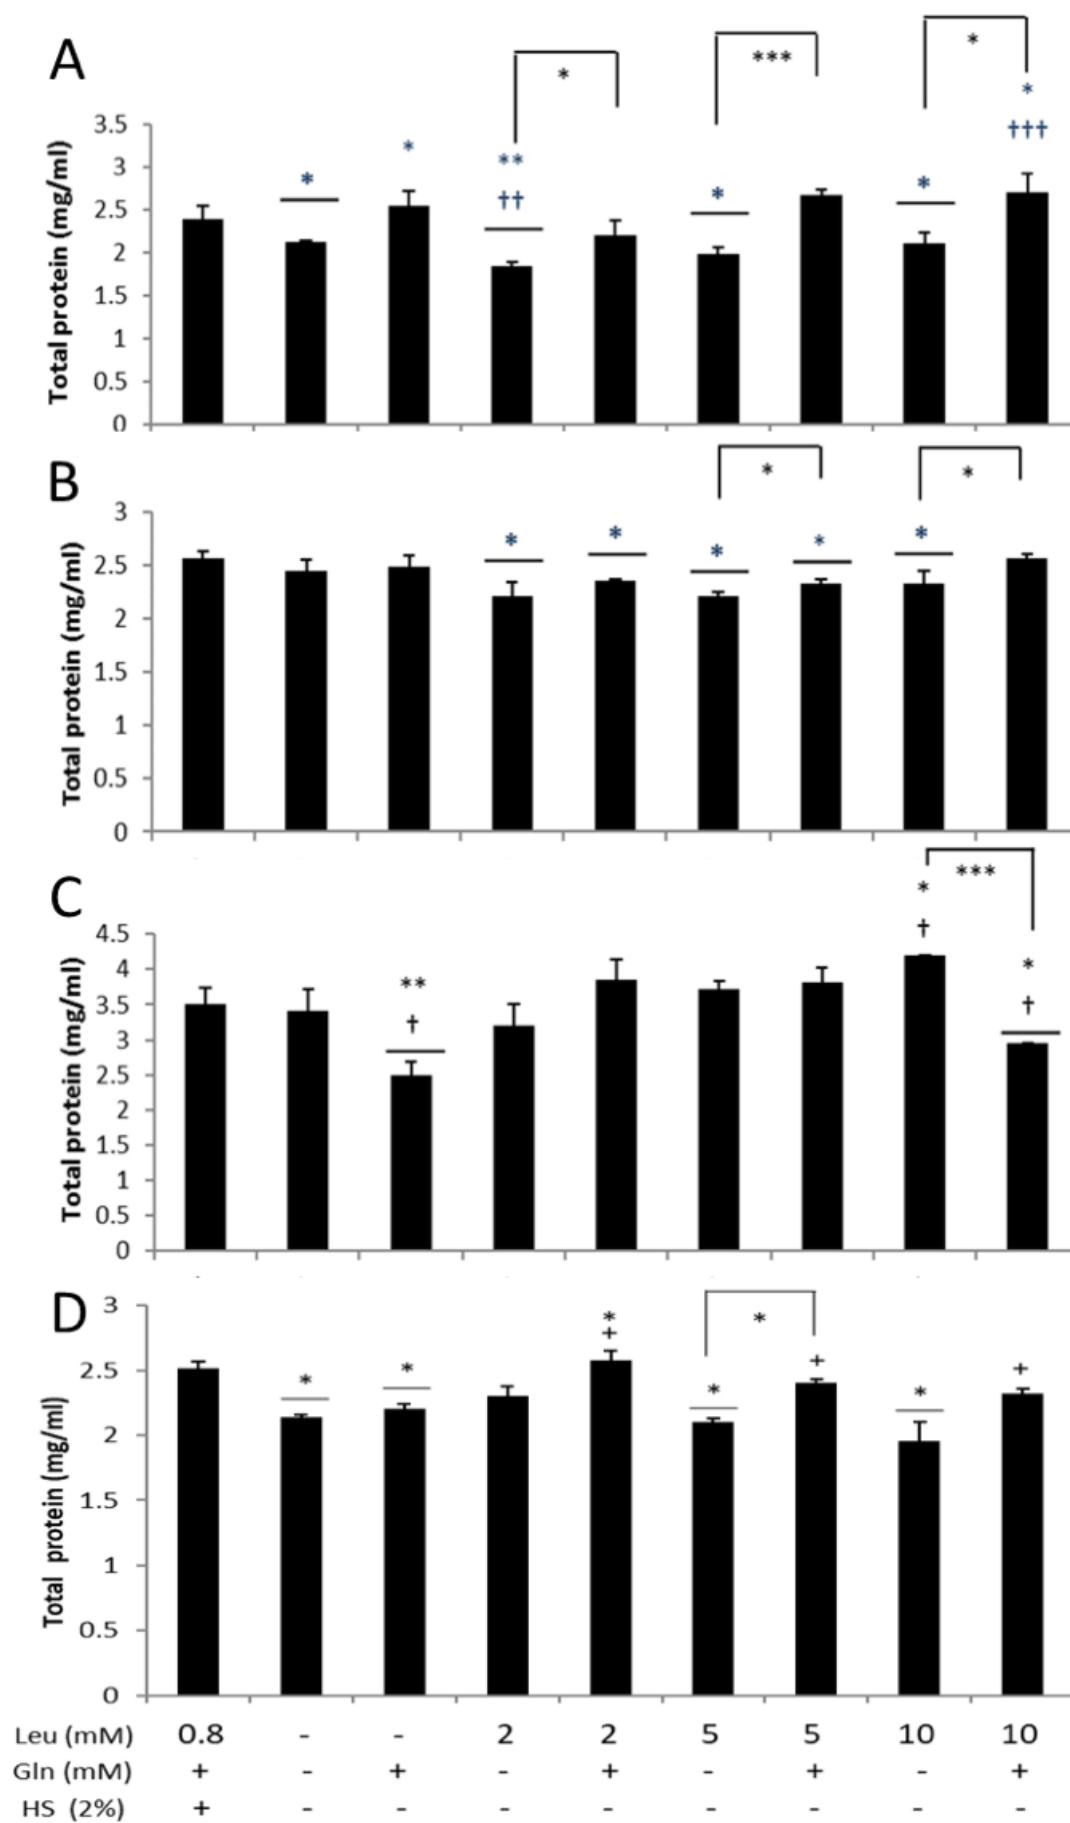 A
* *** *
*
* * ** †††
††
* *
Total protein (mg/ml)
3.5
3
2.5
2
1.5
1
0.5
0
B
* *
* * * * *
Total protein (mg/ml)
3
2.5
2
1.5
1
0.5
0
C
***
*
†
** *
† †
Total protein (mg/ml)
4.5
4
3.5
3
2.5
2
1.5
1
0.5
0
D
* *
+ + +
* * * *
Total protein (mg/ml)
3
2.5
2
1.5
1
0.5
0
Leu (mM) 0.8 - - 2 2 5 5 10 10
Gln (mM) + - + - + - + - +
HS (2%) + - - - - - - - -